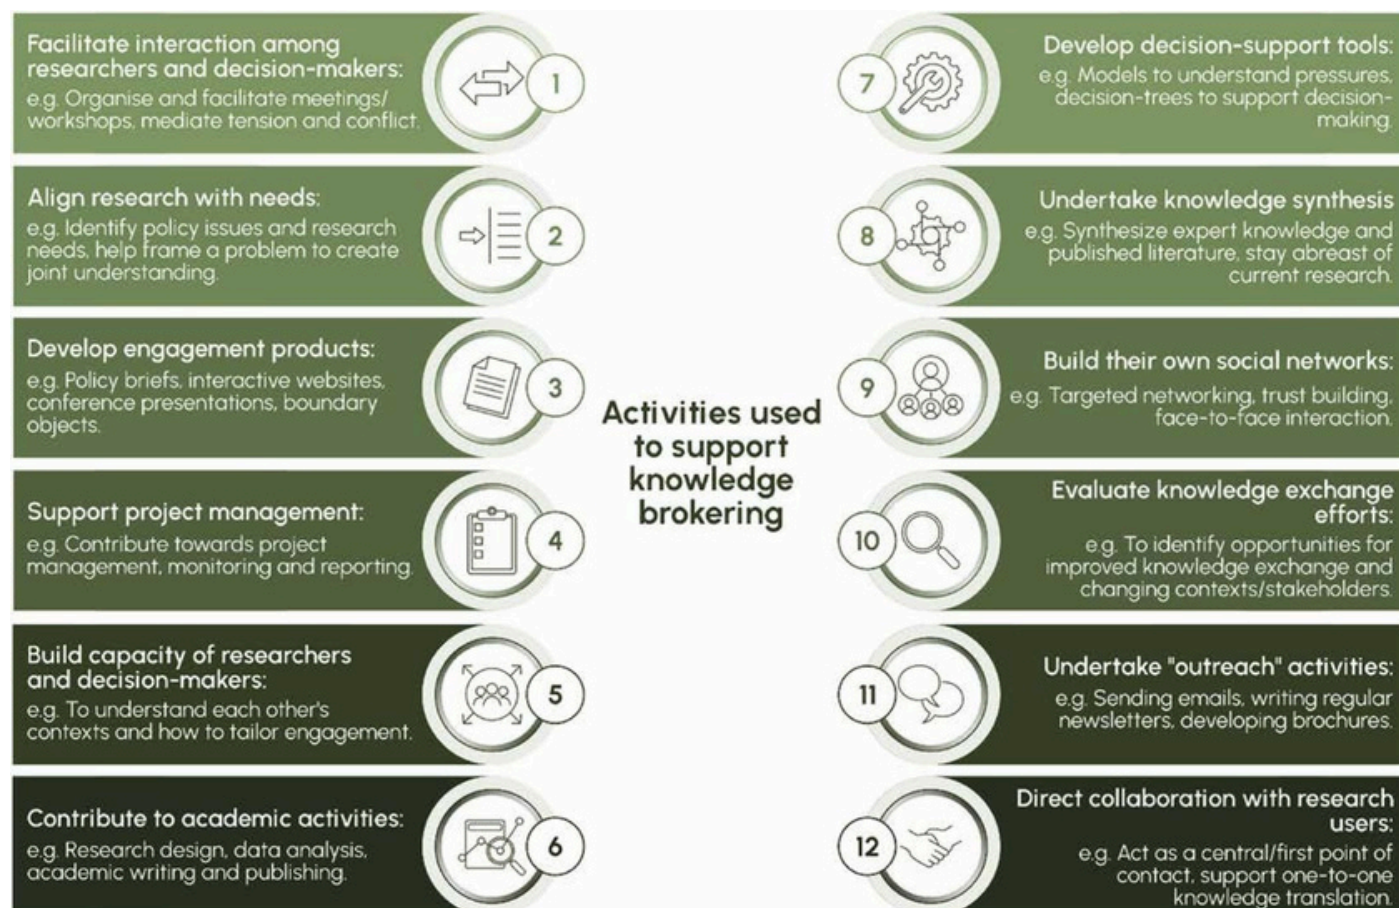 Facilitate interaction among
researchers and decision-makers:
e.g. Organise and facilitate meetings/
workshops, mediate tension and conflict.
1
Align research with needs:
e.g. Identify policy issues and research
needs, help frame a problem to create
joint understanding.
2
Develop engagement products:
e.g. Policy briefs, interactive websites,
conference presentations, boundary
objects.
3
Support project management:
e.g. Contribute towards project
management, monitoring and reporting.
4
Build capacity of researchers
and decision-makers:
e.g. To understand each other's
contexts and how to tailor engagement.
5
Contribute to academic activities:
e.g. Research design, data analysis,
academic writing and publishing.
6
Activities used
to support
knowledge
brokering
7
Develop decision-support tools:
e.g. Models to understand pressures,
decision-trees to support decision-
making.
8
Undertake knowledge synthesis
e.g. Synthesize expert knowledge and
published literature, stay abreast of
current research.
9
Build their own social networks:
e.g. Targeted networking, trust building,
face-to-face interaction.
10
Evaluate knowledge exchange
efforts:
e.g. To identify opportunities for
improved knowledge exchange and
changing contexts/stakeholders.
11
Undertake "outreach" activities:
e.g. Sending emails, writing regular
newsletters, developing brochures.
12
Direct collaboration with research
users:
e.g. Act as a central/first point of
contact, support one-to-one
knowledge translation.